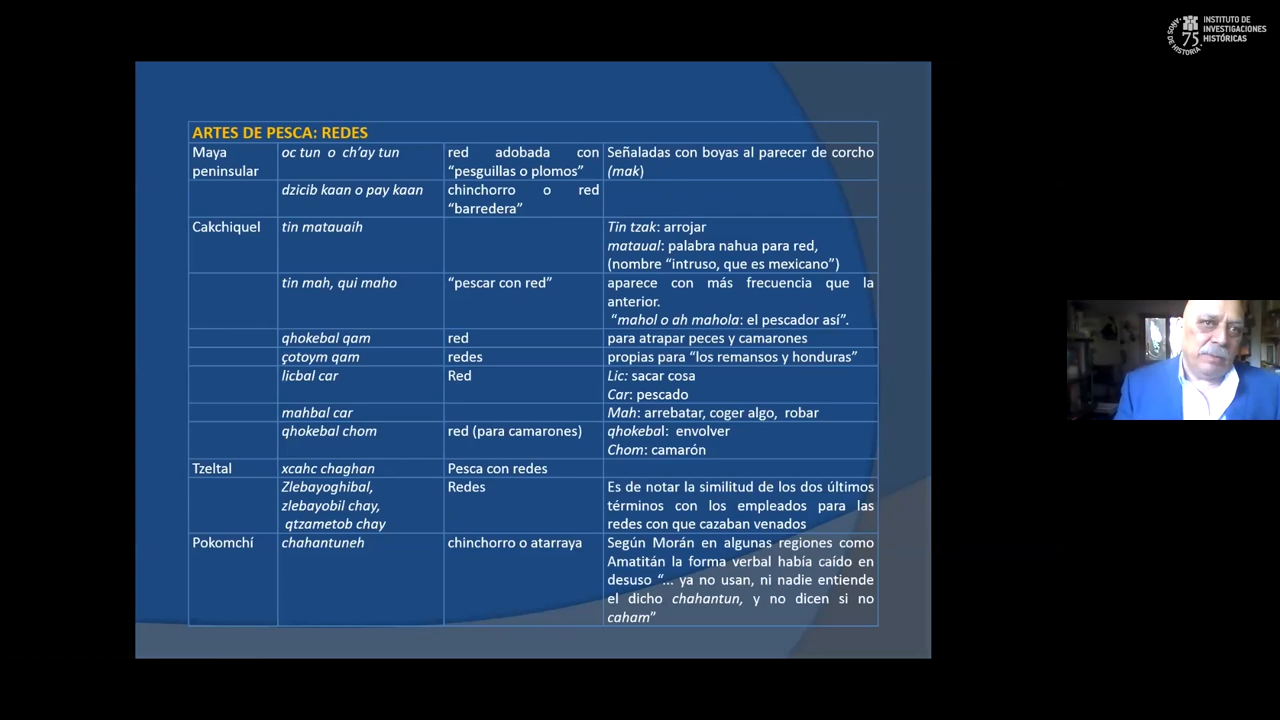 INSTITUTO DE
INVESTIGACIONES
HISTÓRICAS
75
AÑOS DE HISTORIA
ARTES DE PESCA: REDES
Maya peninsular
oc tun o ch’ay tun
red adobada con
“pesguillas o plomos”
Señaladas con boyas al parecer de corcho
(mak)
dzicib kaan o pay kaan
chinchorro o red
“barredera”
Cakchiquel
tin matauaih
Tin tzak: arrojar
mataual: palabra nahua para red,
(nombre “intruso, que es mexicano”)
tin mah, qui maho
“pescar con red”
aparece con más frecuencia que la
anterior.
“mahol o ah mahola: el pescador así”.
qhokebal qam
red
para atrapar peces y camarones
çotoym qam
redes
propias para “los remansos y honduras”
licbal car
Red
Lic: sacar cosa
Car: pescado
mahbal car
Mah: arrebatar, coger algo, robar
qhokebal chom
red (para camarones)
qhokebal: envolver
Chom: camarón
Tzeltal
xcahc chaghan
Pesca con redes
Zlebayoghibal,
zlebayobil chay,
qtzametob chay
Redes
Es de notar la similitud de los dos últimos
términos con los empleados para las
redes con que cazaban venados
Pokomchí
chahantuneh
chinchorro o atarraya
Según Morán en algunas regiones como
Amatitán la forma verbal había caído en
desuso “... ya no usan, ni nadie entiende
el dicho chahantun, y no dicen si no
caham”